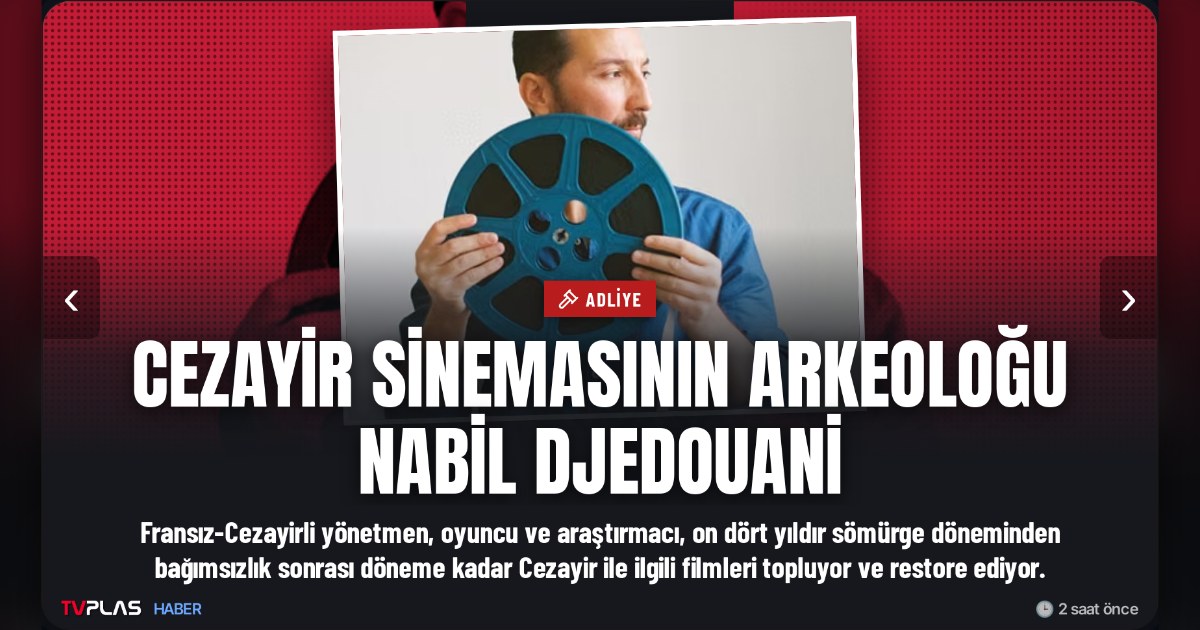 ADLİYE
CEZAYİR SİNEMASININ ARKEOLOĞU
NABİL DJEDOUANİ
Fransız-Cezayirli yönetmen, oyuncu ve araştırmacı, on dört yıldır sömürge döneminden
bağımsızlık sonrası döneme kadar Cezayir ile ilgili filmleri topluyor ve restore ediyor.
TVPLAS HABER
2 saat önce